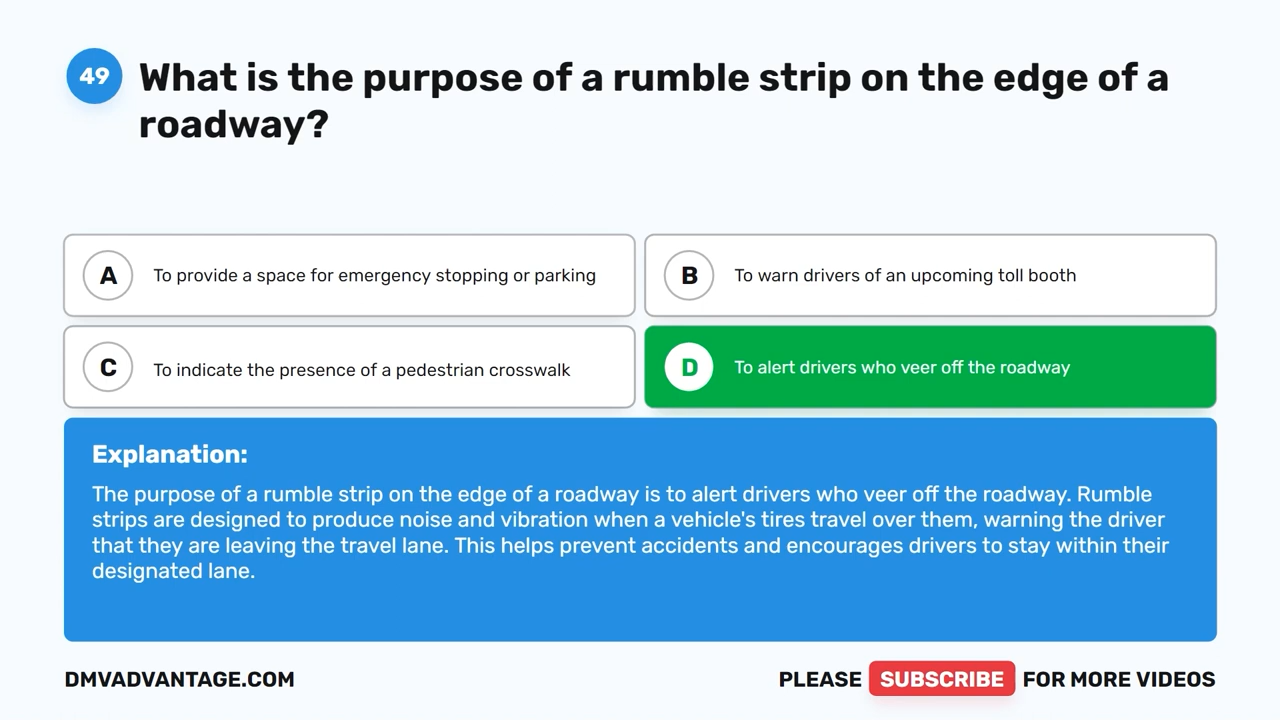 49
What is the purpose of a rumble strip on the edge of a
roadway?
A To provide a space for emergency stopping or parking
B To warn drivers of an upcoming toll booth
C To indicate the presence of a pedestrian crosswalk
D To alert drivers who veer off the roadway
Explanation:
The purpose of a rumble strip on the edge of a roadway is to alert drivers who veer off the roadway. Rumble
strips are designed to produce noise and vibration when a vehicle's tires travel over them, warning the driver
that they are leaving the travel lane. This helps prevent accidents and encourages drivers to stay within their
designated lane.
DMVADVANTAGE.COM
PLEASE SUBSCRIBE FOR MORE VIDEOS